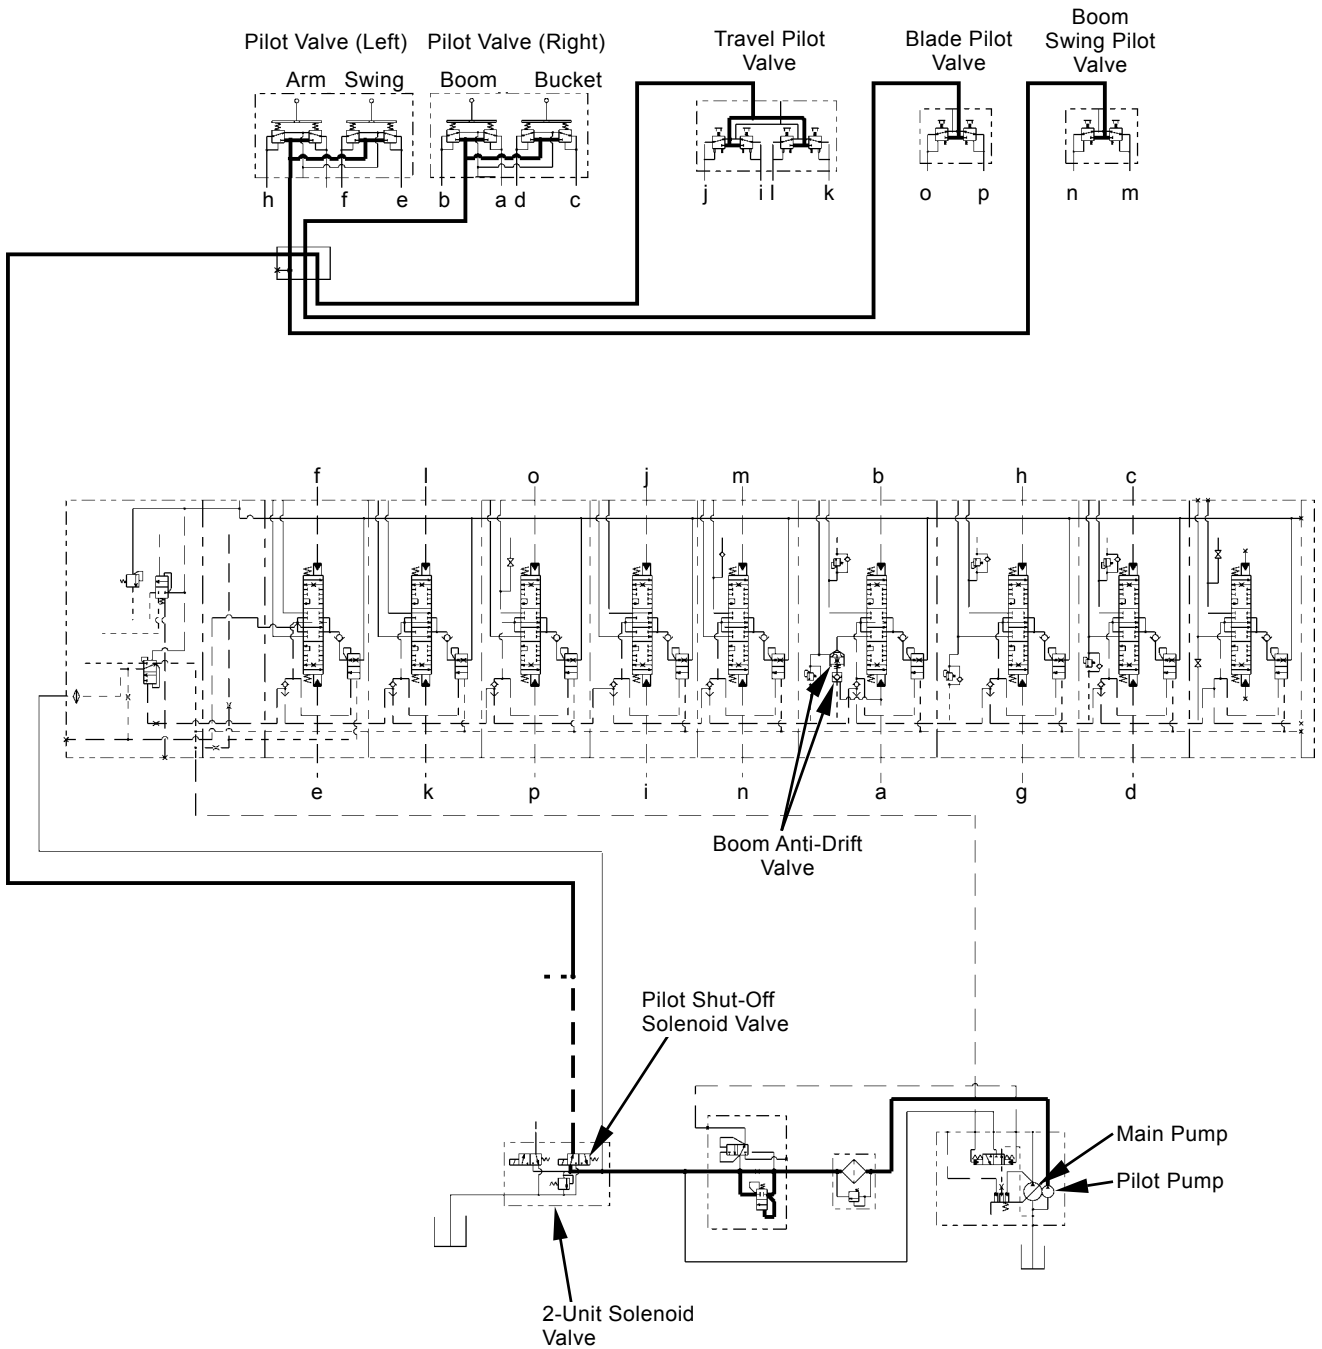 Boom
Swing Pilot
Valve
Pilot Valve (Left)
Pilot Valve (Right)
Travel Pilot
Valve
Blade Pilot
Valve
Arm
Swing
Boom
Bucket
h
f
e
b
a
d
c
j
i
l
k
o
p
n
m
f
l
o
j
m
b
h
c
e
k
p
i
n
a
g
d
Boom Anti-Drift
Valve
Pilot Shut-Off
Solenoid Valve
Main Pump
Pilot Pump
2-Unit Solenoid
Valve